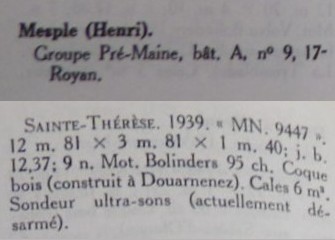 Mesple (Henri).
Groupe Pré-Maine, bât. A, nº 9, 17-
Royan.
SAINTE-THÉRÈSE. 1939. « MN. 9447 ».
12 m. 81 × 3 m. 81 × 1 m. 40; j. b.
12,37; 9 n. Mot. Bolinders 95 ch. Coque
bois (construit à Douarnenez). Cales 6 m³.
Sondeur ultra-sons (actuellement dé-
sarmé).